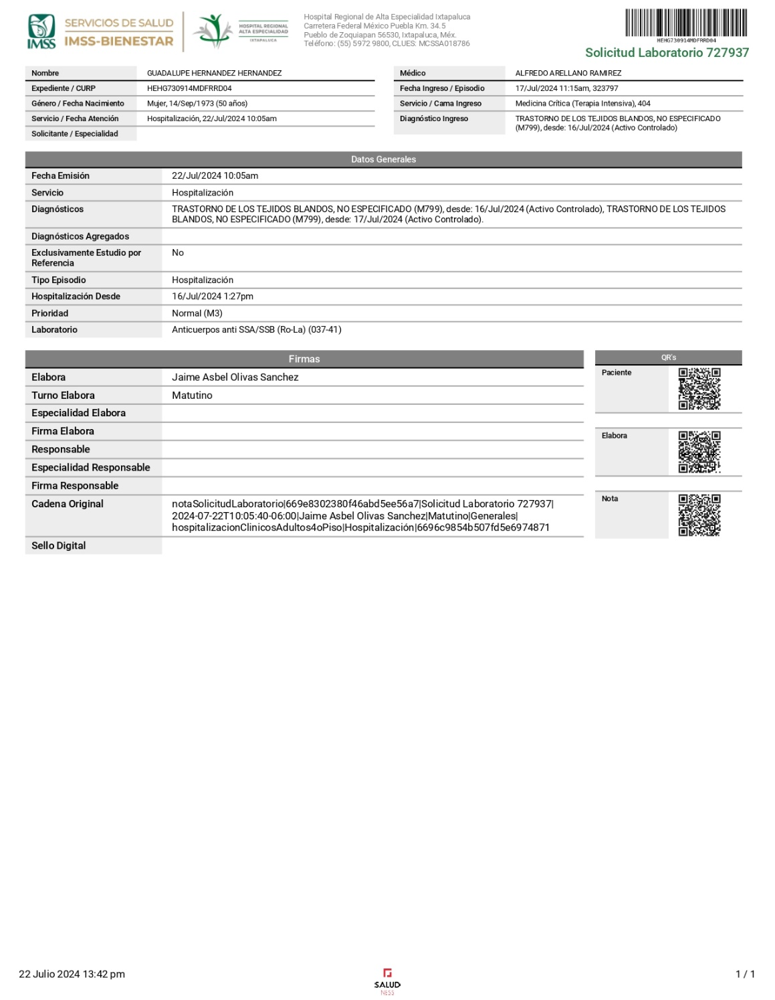 IMSS
SERVICIOS DE SALUD
IMSS-BIENESTAR
HOSPITAL REGIONAL
ALTA ESPECIALIDAD
IXTAPALUCA
Hospital Regional de Alta Especialidad Ixtapaluca
Carretera Federal México Puebla Km. 34.5
Pueblo de Zoquiapan 56530, Ixtapaluca, Méx.
Teléfono: (55) 5972 9800, CLUES: MCSSA018786
HEHG730914MDFRRD04
Solicitud Laboratorio 727937
Nombre GUADALUPE HERNANDEZ HERNANDEZ
Expediente / CURP HEHG730914MDFRRD04
Género / Fecha Nacimiento Mujer, 14/Sep/1973 (50 años)
Servicio / Fecha Atención Hospitalización, 22/Jul/2024 10:05am
Solicitante / Especialidad
Médico ALFREDO ARELLANO RAMIREZ
Fecha Ingreso / Episodio 17/Jul/2024 11:15am, 323797
Servicio / Cama Ingreso Medicina Crítica (Terapia Intensiva), 404
Diagnóstico Ingreso TRASTORNO DE LOS TEJIDOS BLANDOS, NO ESPECIFICADO
(M799), desde: 16/Jul/2024 (Activo Controlado)
Datos Generales
Fecha Emisión 22/Jul/2024 10:05am
Servicio Hospitalización
Diagnósticos TRASTORNO DE LOS TEJIDOS BLANDOS, NO ESPECIFICADO (M799), desde: 16/Jul/2024 (Activo Controlado), TRASTORNO DE LOS TEJIDOS
BLANDOS, NO ESPECIFICADO (M799), desde: 17/Jul/2024 (Activo Controlado).
Diagnósticos Agregados
Exclusivamente Estudio por No
Referencia
Tipo Episodio Hospitalización
Hospitalización Desde 16/Jul/2024 1:27pm
Prioridad Normal (M3)
Laboratorio Anticuerpos anti SSA/SSB (Ro-La) (037-41)
Firmas
Elabora Jaime Asbel Olivas Sanchez
Turno Elabora Matutino
Especialidad Elabora
Firma Elabora
Responsable
Especialidad Responsable
Firma Responsable
Cadena Original notaSolicitudLaboratorio|669e8302380f46abd5ee56a7|Solicitud Laboratorio 727937|
2024-07-22T10:05:40-06:00|Jaime Asbel Olivas Sanchez|Matutino|Generales|
hospitalizacionClinicosAdultos4oPiso|Hospitalización|6696c9854b507fd5e6974871
Sello Digital
QR's
Paciente
Elabora
Nota
22 Julio 2024 13:42 pm
SALUD
NESS
1 / 1